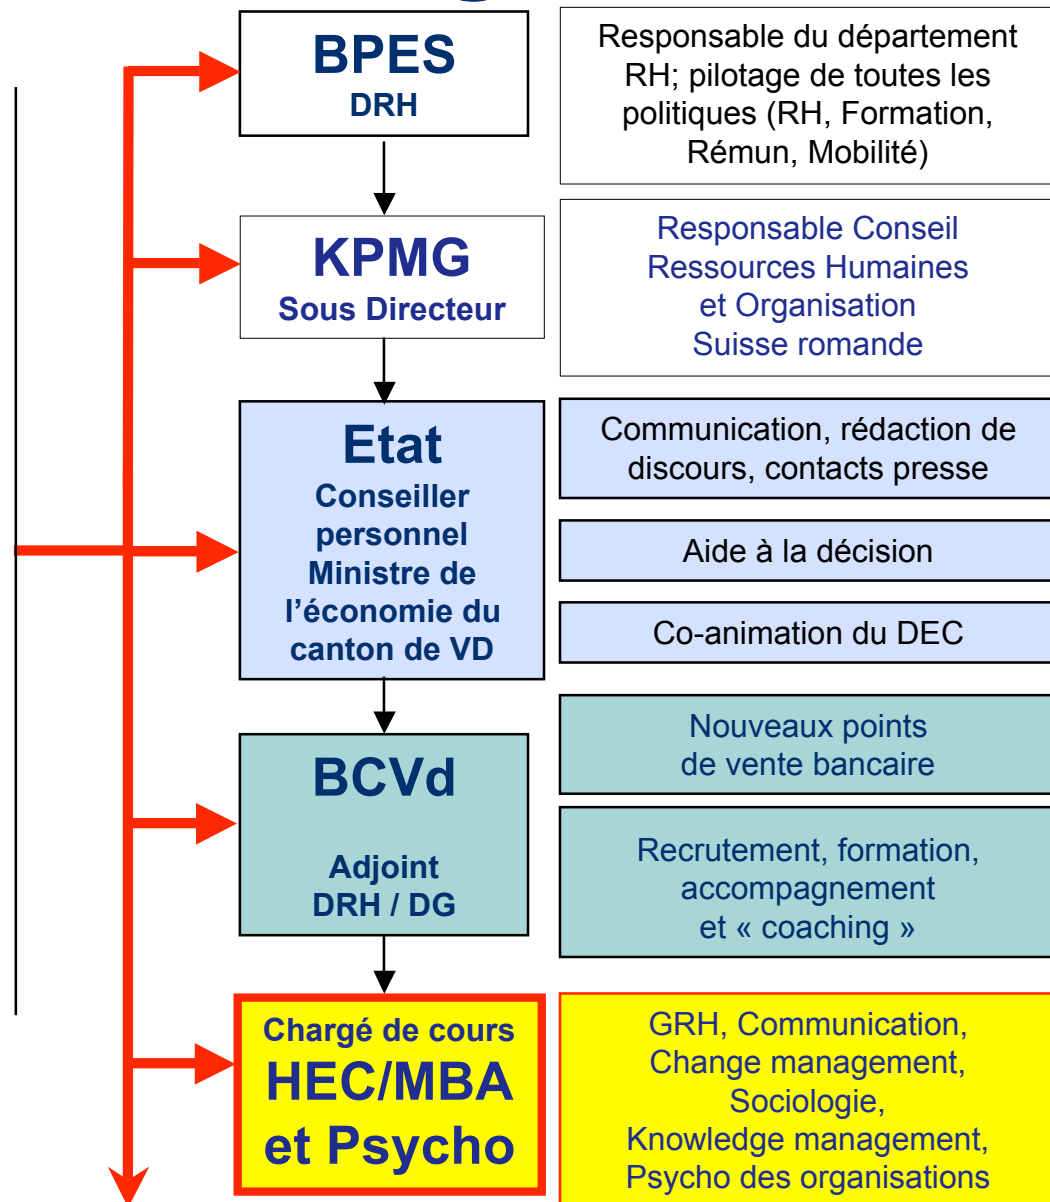 BPES
DRH
Responsable du département
RH; pilotage de toutes les
politiques (RH, Formation,
Rémun, Mobilité)
KPMG
Sous Directeur
Responsable Conseil
Ressources Humaines
et Organisation
Suisse romande
Etat
Conseiller
personnel
Ministre de
l’économie du
canton de VD
Communication, rédaction de
discours, contacts presse
Aide à la décision
Co-animation du DEC
BCVd
Adjoint
DRH / DG
Nouveaux points
de vente bancaire
Recrutement, formation,
accompagnement
et « coaching »
Chargé de cours
HEC/MBA
et Psycho
GRH, Communication,
Change management,
Sociologie,
Knowledge management,
Psycho des organisations